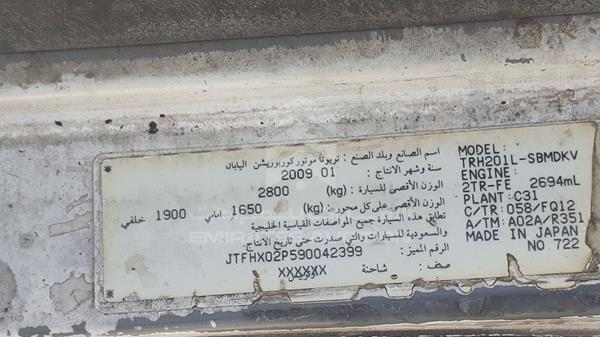 اسم الصانع وبلد الصنع : تويوتا موتور كوربوريشن اليابان
سنة وشهر الانتاج : 01 2009
الوزن الأقصى للسيارة : (kg) 2800
الوزن الأقصى على كل محور : (kg) 1650 امامي 1900 خلفي
تطابق هذه السيارة جميع المواصفات القياسية الخليجية
والسعودية للسيارات والتي صدرت حتى تاريخ الانتاج .
الرقم المميز : JTFHX02P590042399
صنف : شاحنة
XXXXXX
MODEL:
TRH201L-SBMDKV
ENGINE:
2TR-FE 2694mL
PLANT: C31
C/TR: 058/FQ12
A/TM: A02A/R351
MADE IN JAPAN
NO. 722